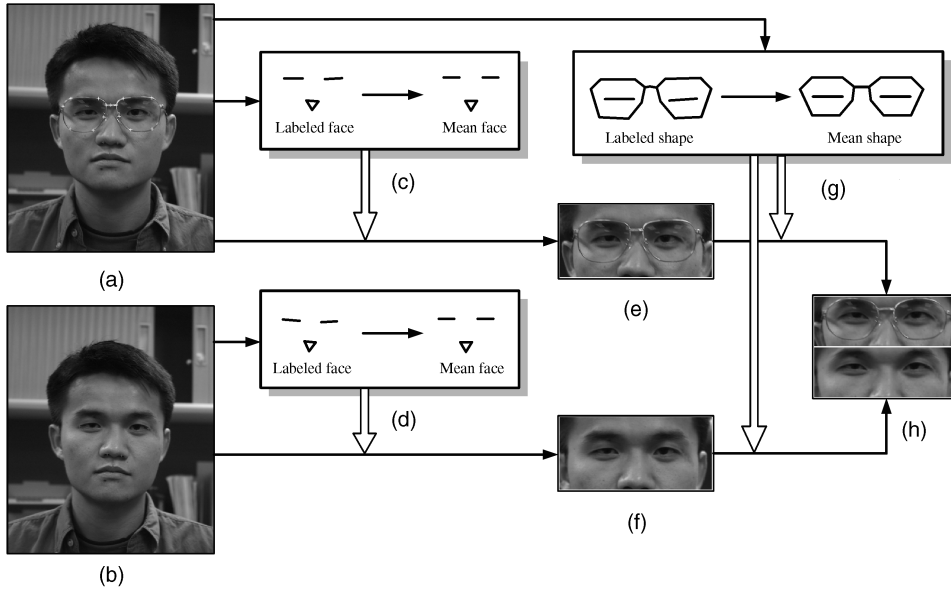 Labeled face
Mean face
(c)
Labeled shape
Mean shape
(g)
(a)
(e)
Labeled face
Mean face
(d)
(h)
(f)
(b)